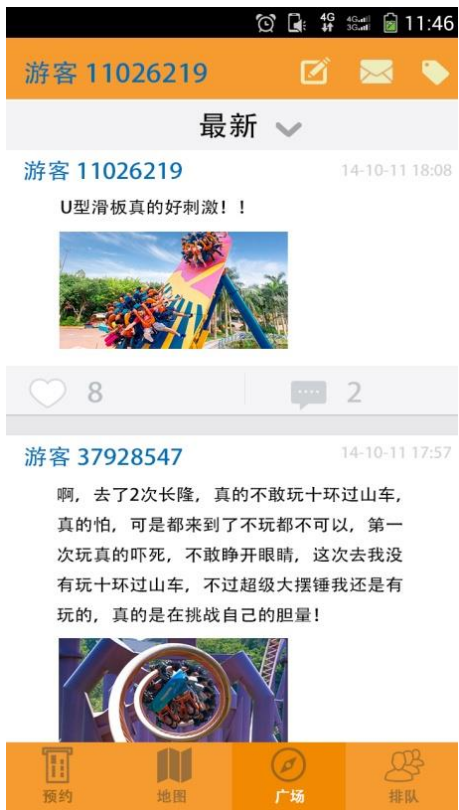 4G 4G 3G 11:46
游客 11026219
最新
游客 11026219 14-10-11 18:08
U型滑板真的好刺激！！
8 2
游客 37928547 14-10-11 17:57
啊，去了2次长隆，真的不敢玩十环过山车，
真的怕，可是都来到了不玩都不可以，第一
次玩真的吓死，不敢睁开眼睛，这次去我没
有玩十环过山车，不过超级大摆锤我还是有
玩的，真的是在挑战自己的胆量！
预约 地图 广场 排队